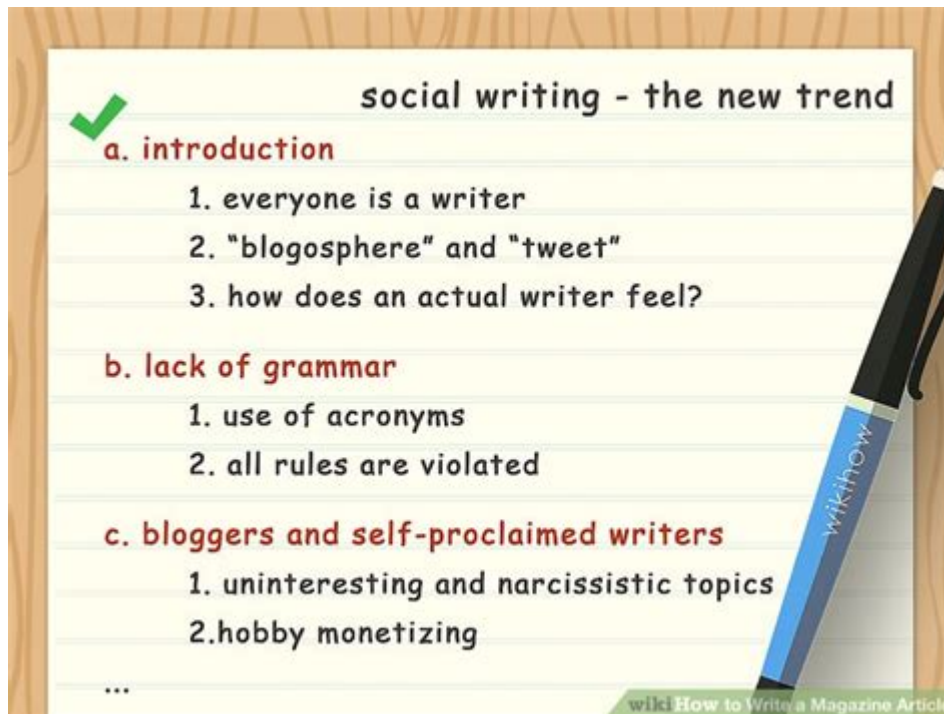 social writing - the new trend
a. introduction
1. everyone is a writer
2. “blogosphere” and “tweet”
3. how does an actual writer feel?
b. lack of grammar
1. use of acronyms
2. all rules are violated
c. bloggers and self-proclaimed writers
1. uninteresting and narcissistic topics
2.hobby monetizing
...
wikihow
wikiHow to Write a Magazine Article